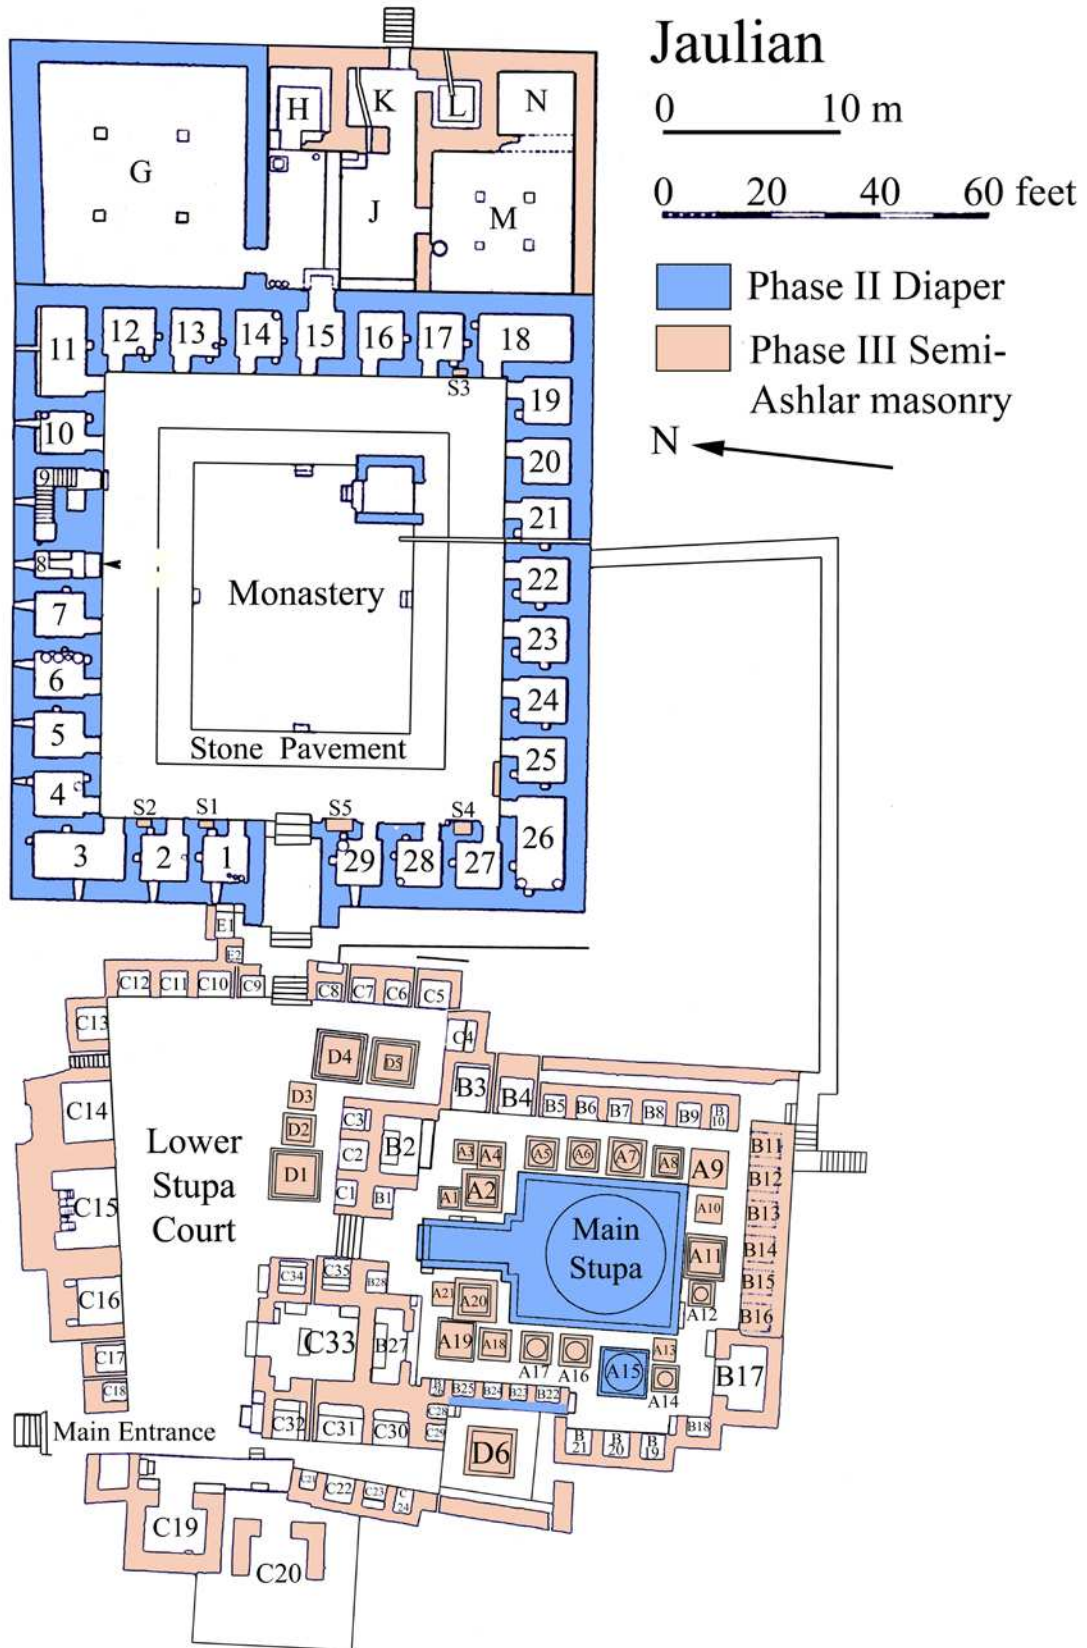 Jaulian
0 10 m
0 20 40 60 feet
Phase II Diaper
Phase III Semi-
Ashlar masonry
N
H K L N
G J M
11 12 13 14 15 16 17 18
S3
10 19
9 20
21
8 22
Monastery
7 23
6 24
5 25
Stone Pavement
4 26
S2 S1 S5 S4
3 2 1 29 28 27
E1
E2
C12 C11 C10 C9 C8 C7 C6 C5
C13 C4
D4 D5
B3 B4
D3 B5 B6 B7 B8 B9 B10
C14 C3
D2 B2 B11
Lower
Stupa
Court
C2 A3 A4 A5 A6 A7 A8 A9
D1 B12
C15 C1 B1 A1 A2 A10 B13
Main
Stupa
A11 B14
C34 C35 B28 B15
C16 A21 A20 A12 B16
C33 B27 A19 A18 A17 A16 A15 A13
C17 A14 B17
C18 B26 B25 B24 B23 B22
Main Entrance
C32 C31 C30 C28 C29 D6 B21 B20 B19 B18
C21 C22 C23 C24
C19
C20